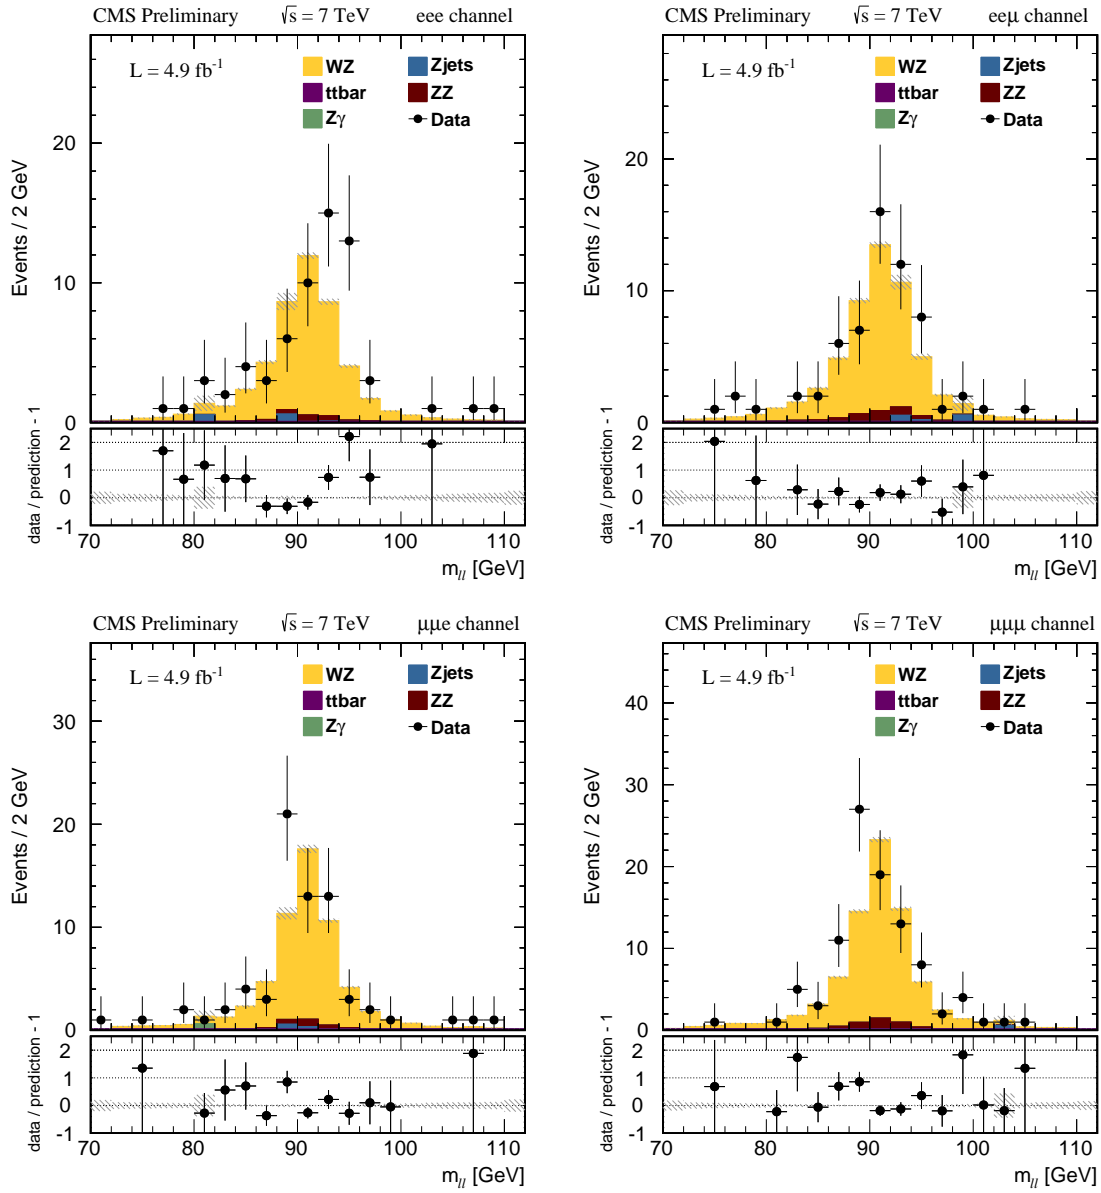 CMS Preliminary √s = 7 TeV eee channel
L = 4.9 fb-1
WZ Zjets
ttbar ZZ
Zγ Data
Events / 2 GeV
20
10
0
data / prediction - 1
2
1
0
-1
70 80 90 100 110
mll [GeV]
CMS Preliminary √s = 7 TeV eeμ channel
L = 4.9 fb-1
WZ Zjets
ttbar ZZ
Zγ Data
Events / 2 GeV
20
10
0
data / prediction - 1
2
1
0
-1
70 80 90 100 110
mll [GeV]
CMS Preliminary √s = 7 TeV μμe channel
L = 4.9 fb-1
WZ Zjets
ttbar ZZ
Zγ Data
Events / 2 GeV
30
20
10
0
data / prediction - 1
2
1
0
-1
70 80 90 100 110
mll [GeV]
CMS Preliminary √s = 7 TeV μμμ channel
L = 4.9 fb-1
WZ Zjets
ttbar ZZ
Zγ Data
Events / 2 GeV
40
30
20
10
0
data / prediction - 1
2
1
0
-1
70 80 90 100 110
mll [GeV]